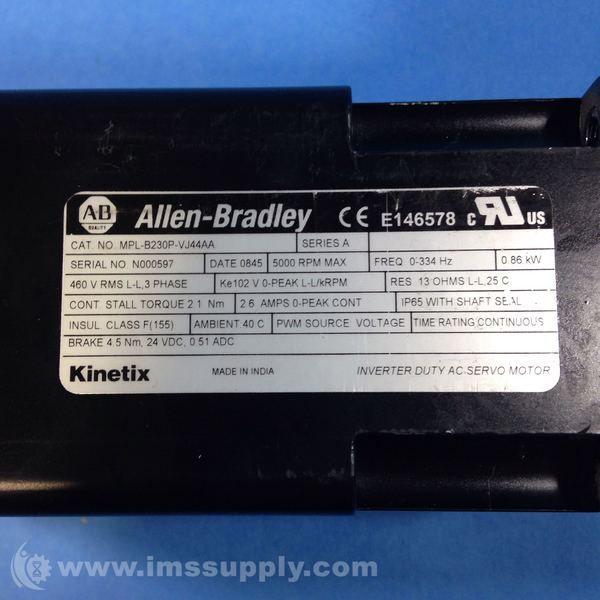 AB QUALITY Allen-Bradley CE E146578 c RU US
CAT. NO. MPL-B230P-VJ44AA SERIES A
SERIAL NO N000597 DATE 0845 5000 RPM MAX FREQ 0-334 Hz 0.86 kW
460 V RMS L-L,3 PHASE Ke102 V 0-PEAK L-L/kRPM RES 13 OHMS L-L,25 C
CONT STALL TORQUE 2.1 Nm 2.6 AMPS 0-PEAK CONT IP65 WITH SHAFT SEAL
INSUL CLASS F(155) AMBIENT 40 C PWM SOURCE VOLTAGE TIME RATING CONTINUOUS
BRAKE 4.5 Nm, 24 VDC, 0.51 ADC
Kinetix MADE IN INDIA INVERTER DUTY AC SERVO MOTOR
www.imssupply.com